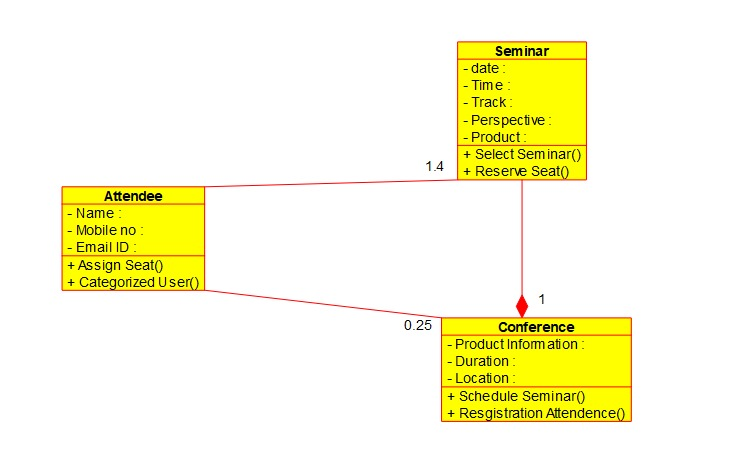 Seminar
- date :
- Time :
- Track :
- Perspective :
- Product :
+ Select Seminar()
+ Reserve Seat()
1.4
Attendee
- Name :
- Mobile no :
- Email ID :
+ Assign Seat()
+ Categorized User()
1
0.25
Conference
- Product Information :
- Duration :
- Location :
+ Schedule Seminar()
+ Resgistration Attendence()